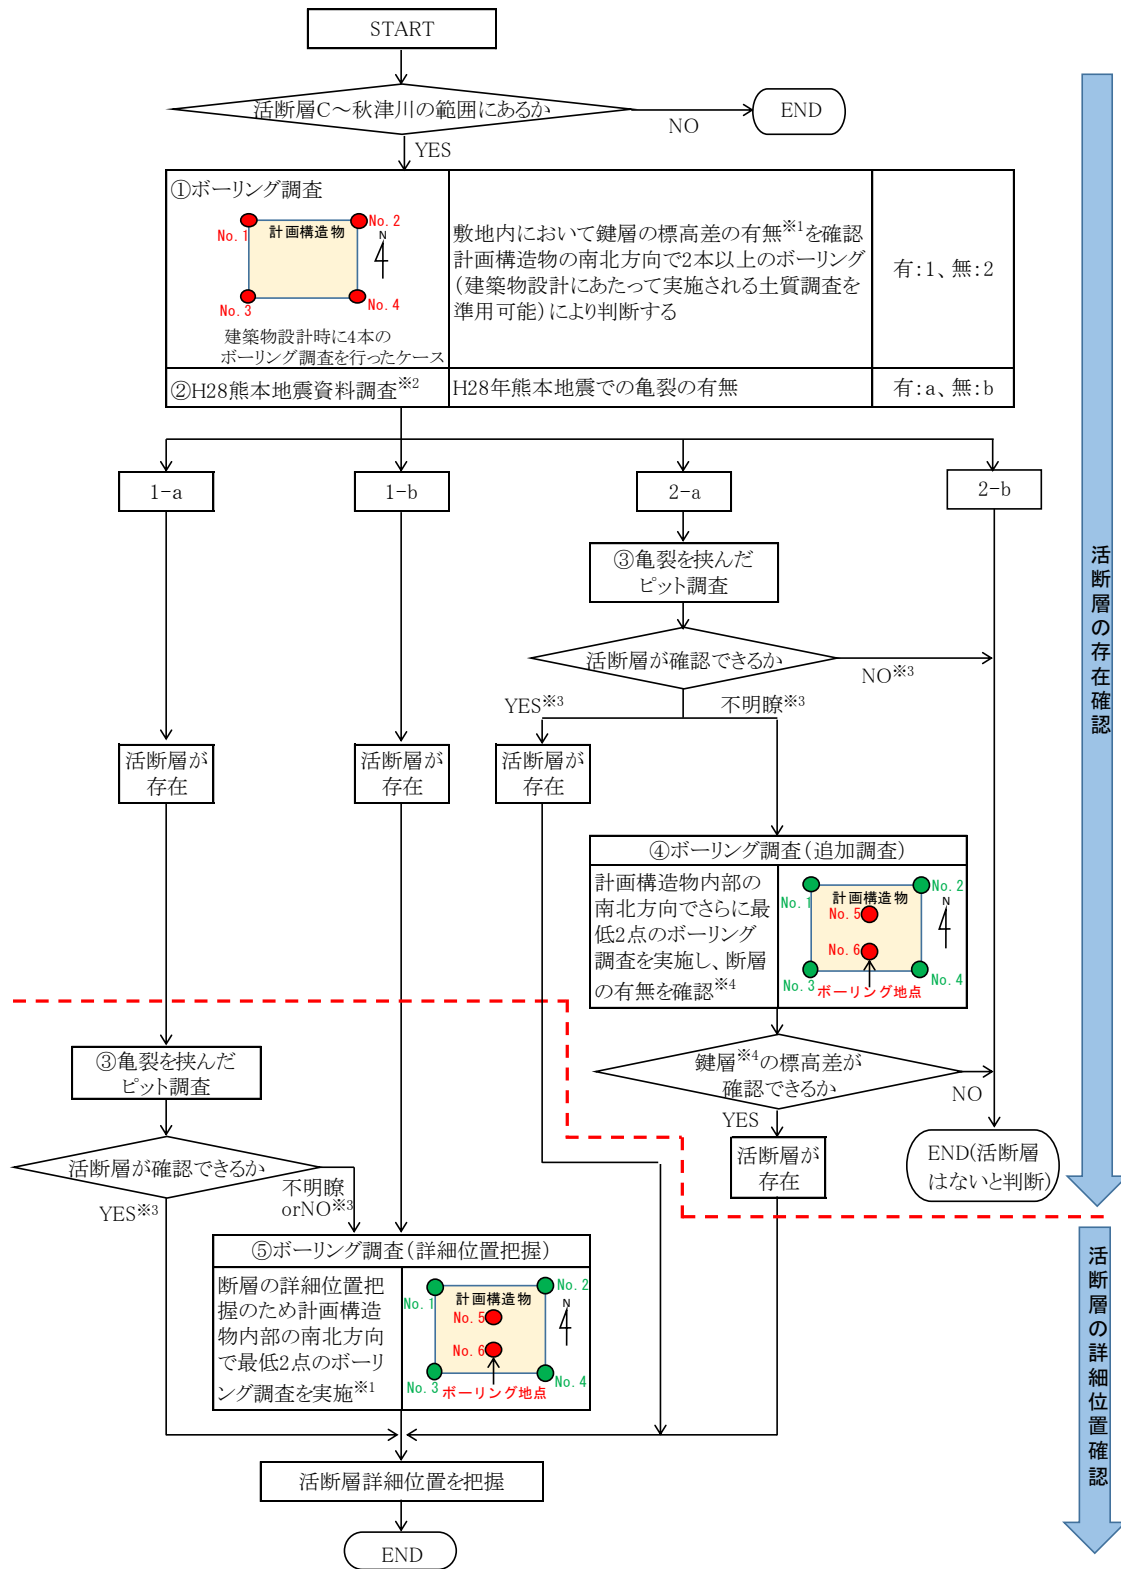 START
活断層C～秋津川の範囲にあるか
NO
END
YES
①ボーリング調査
No. 1
計画構造物
No. 2
N
No. 3
No. 4
建築物設計時に4本の
ボーリング調査を行ったケース
敷地内において鍵層の標高差の有無※1を確認
計画構造物の南北方向で2本以上のボーリング
(建築物設計にあたって実施される土質調査を
準用可能)により判断する
有:1、無:2
②H28熊本地震資料調査※2
H28年熊本地震での亀裂の有無
有:a、無:b
1-a
1-b
2-a
2-b
③亀裂を挟んだ
ピット調査
活断層が確認できるか
NO※3
YES※3
不明瞭※3
活断層が
存在
活断層が
存在
活断層が
存在
④ボーリング調査(追加調査)
計画構造物内部の
南北方向でさらに最
低2点のボーリング
調査を実施し、断層
の有無を確認※4
No. 1
計画構造物
No. 2
N
No. 5
No. 6
No. 3
ボーリング地点
No. 4
鍵層※4の標高差が
確認できるか
NO
YES
活断層が
存在
END(活断層
はないと判断)
活断層の存在確認
③亀裂を挟んだ
ピット調査
活断層が確認できるか
YES※3
不明瞭
orNO※3
⑤ボーリング調査(詳細位置把握)
断層の詳細位置把
握のため計画構造
物内部の南北方向
で最低2点のボーリ
ング調査を実施※1
No. 1
計画構造物
No. 2
N
No. 5
No. 6
No. 3
ボーリング地点
No. 4
活断層詳細位置を把握
END
活断層の詳細位置確認